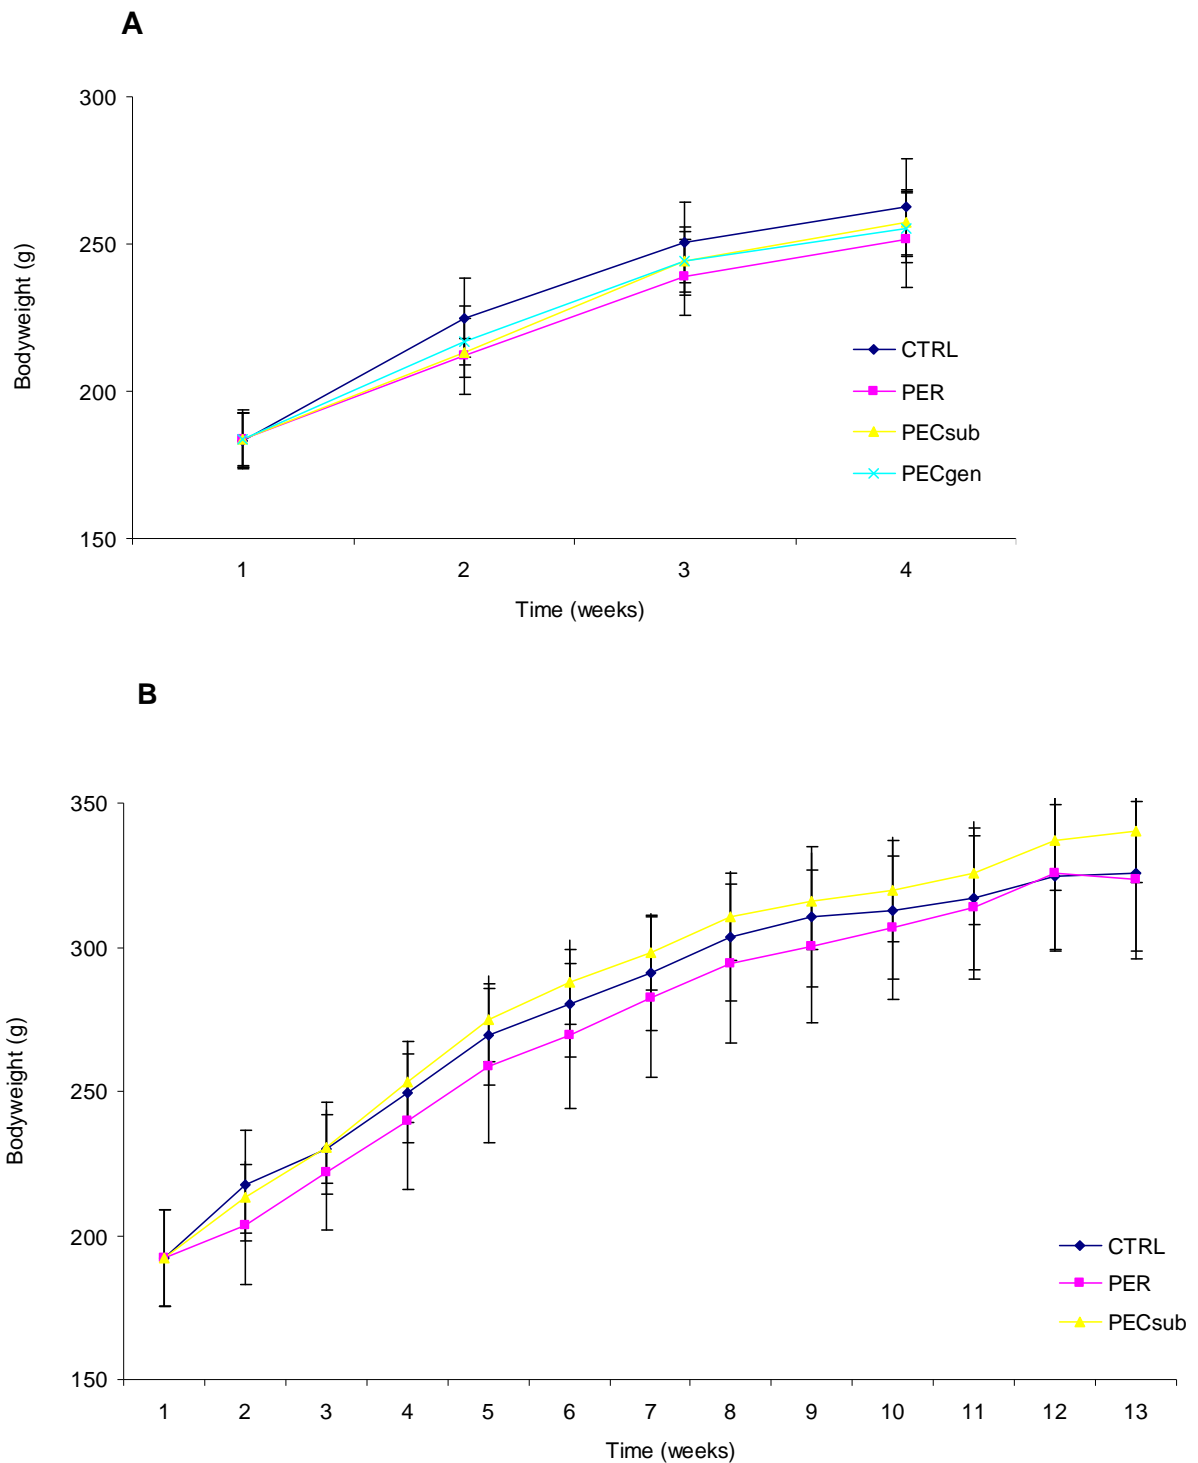 A
300
250
200
150
Bodyweight (g)
1 2 3 4
Time (weeks)
CTRL
PER
PECsub
PECgen
B
350
300
250
200
150
Bodyweight (g)
1 2 3 4 5 6 7 8 9 10 11 12 13
Time (weeks)
CTRL
PER
PECsub